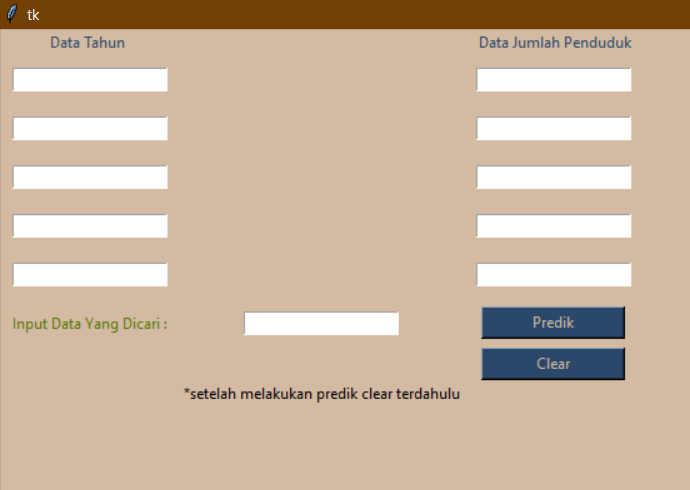 tk
Data Tahun
Data Jumlah Penduduk
Input Data Yang Dicari :
Predik
Clear
*setelah melakukan predik clear terdahulu